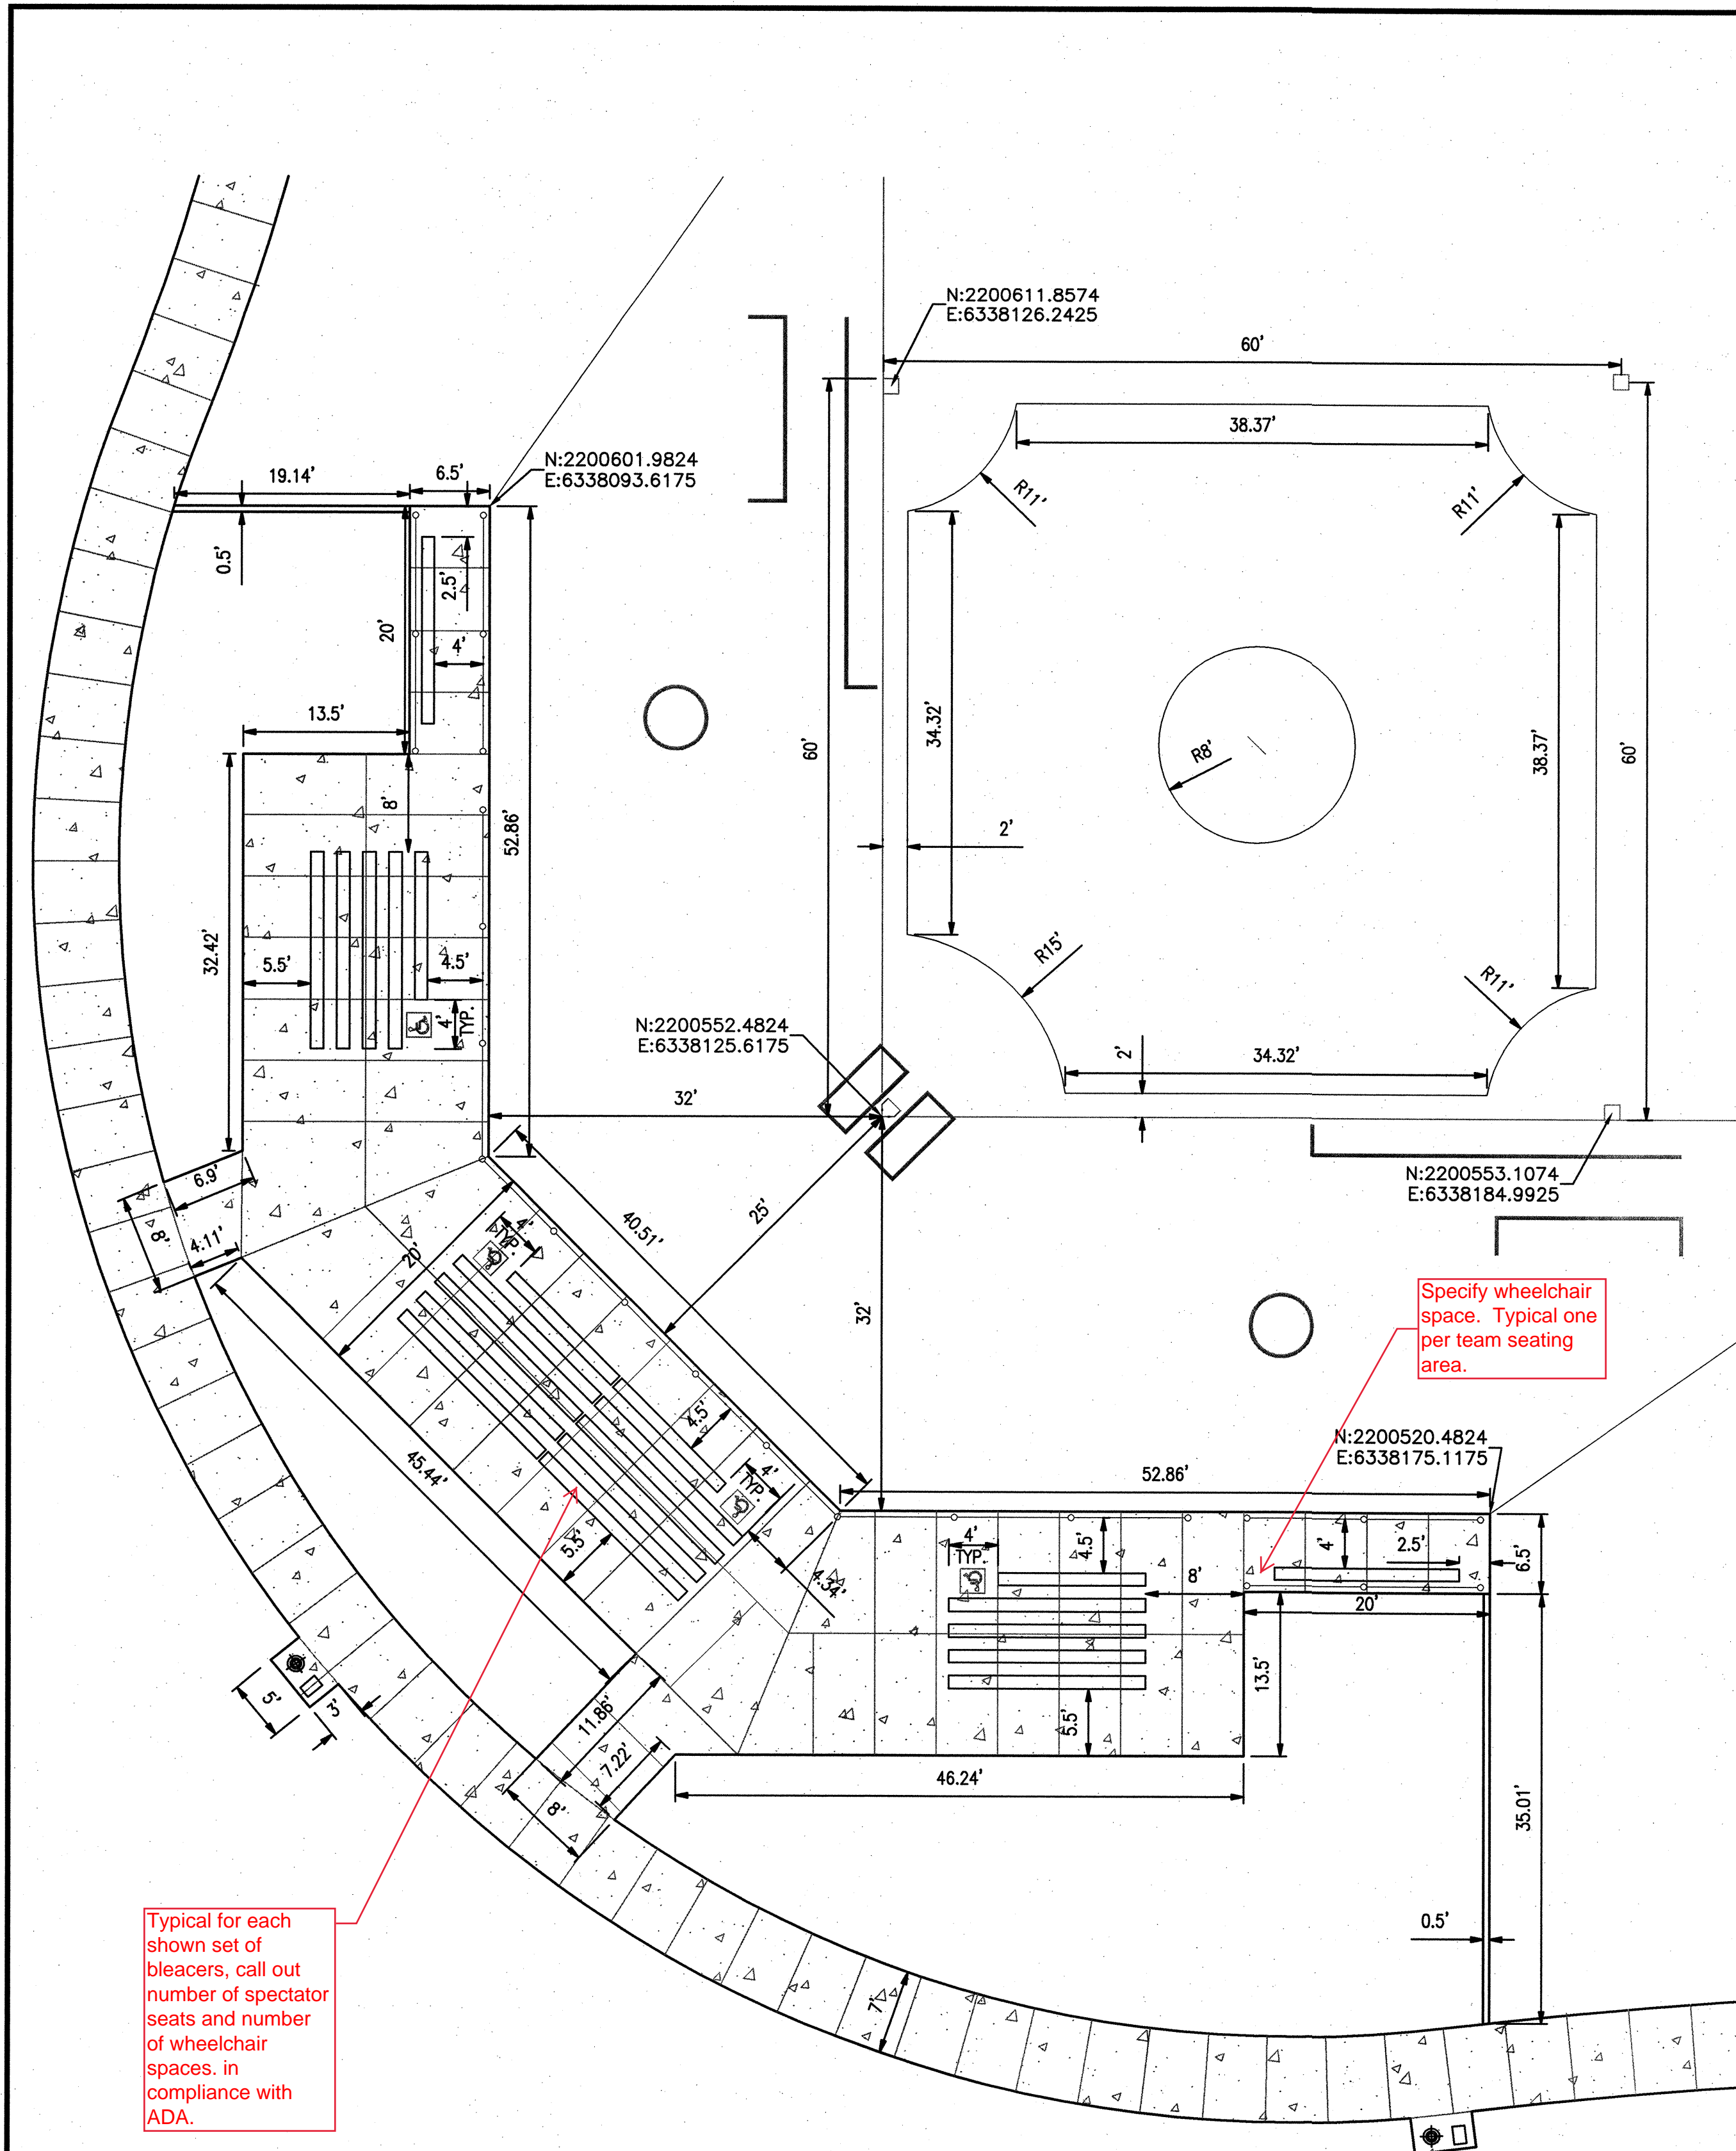 N:2200611.8574
E:6338126.2425
60'
38.37'
N:2200601.9824
E:6338093.6175
19.14'
6.5'
R11'
R11'
0.5'
2.5'
20'
4'
13.5'
34.32'
38.37'
60'
60'
R8'
8'
52.86'
2'
32.42'
5.5'
4.5'
4'
TYP.
R15'
R11'
N:2200552.4824
E:6338125.6175
2'
34.32'
32'
N:2200553.1074
E:6338184.9925
6.9'
8'
4.11'
20'
4'
TYP.
40.51'
25'
32'
Specify wheelchair
space. Typical one
per team seating
area.
N:2200520.4824
E:6338175.1175
52.86'
45.44'
4.5'
4'
TYP.
5.5'
4.34'
4'
TYP.
4.5'
8'
4'
2.5'
6.5'
20'
13.5'
5.5'
5'
3'
11.86'
7.22'
8'
46.24'
35.01'
0.5'
7'
Typical for each
shown set of
bleacers, call out
number of spectator
seats and number
of wheelchair
spaces. in
compliance with
ADA.